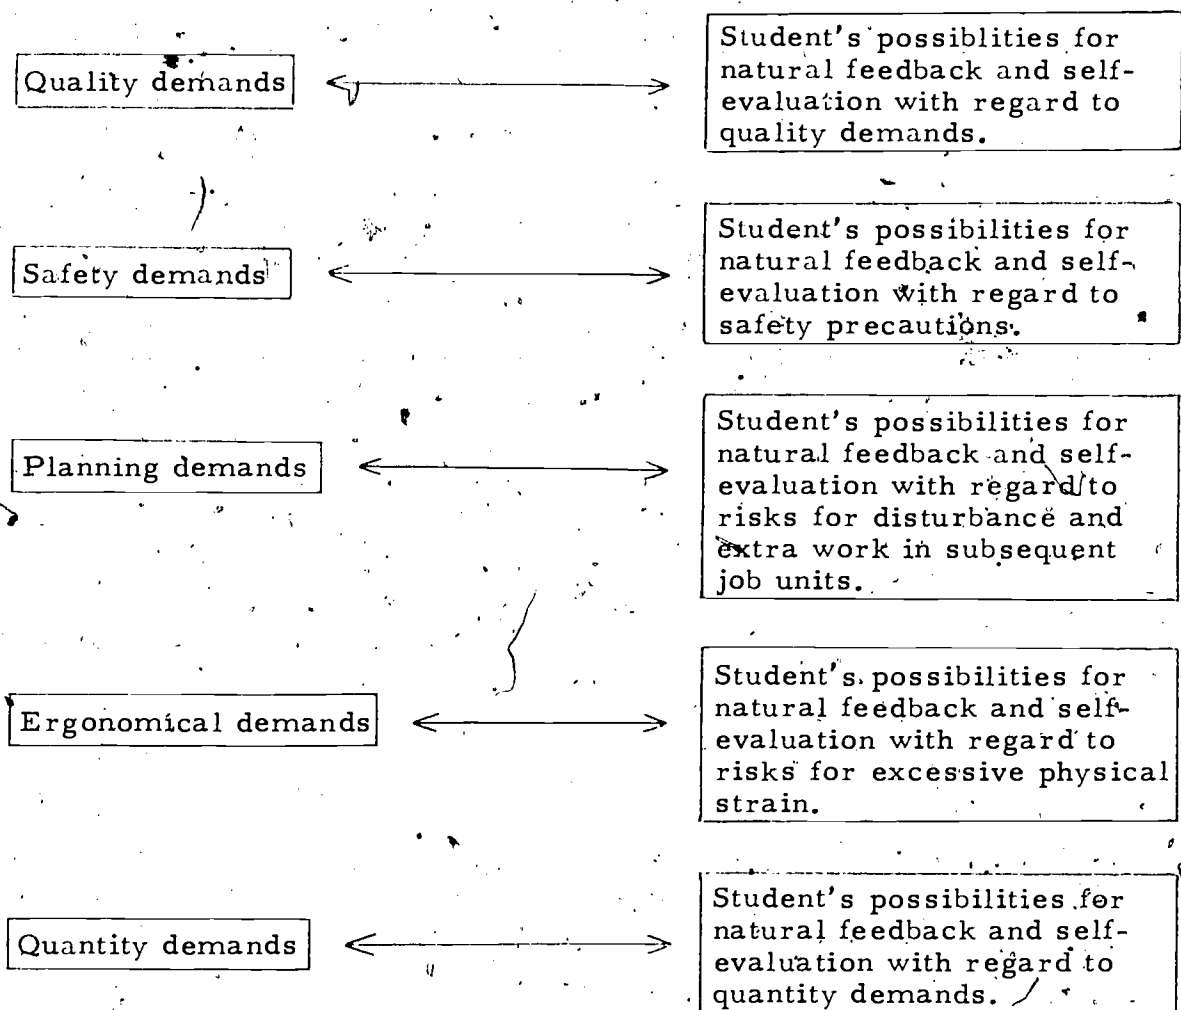 Quality demands
Student's possiblities for
natural feedback and self-
evaluation with regard to
quality demands.
Safety demands
Student's possibilities for
natural feedback and self-
evaluation with regard to
safety precautions.
Planning demands
Student's possibilities for
natural feedback and self-
evaluation with regard to
risks for disturbance and
extra work in subsequent
job units.
Ergonomical demands
Student's possibilities for
natural feedback and self-
evaluation with regard to
risks for excessive physical
strain.
Quantity demands
Student's possibilities for
natural feedback and self-
evaluation with regard to
quantity demands.